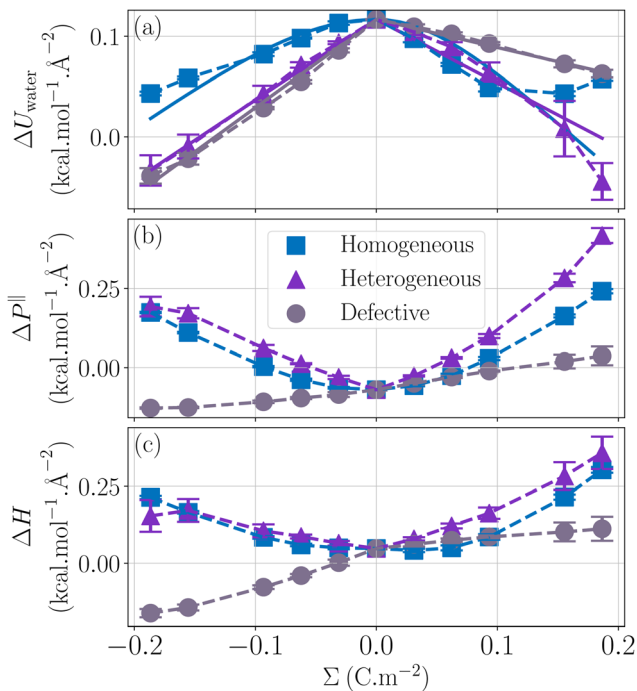 (a)
0.1
0.0
ΔU_water
(kcal.mol⁻¹.Å⁻²)
(b)
Homogeneous
Heterogeneous
Defective
0.25
0.00
ΔP^∥
(kcal.mol⁻¹.Å⁻²)
(c)
0.25
0.00
ΔH
(kcal.mol⁻¹.Å⁻²)
−0.2 −0.1 0.0 0.1 0.2
Σ (C.m⁻²)